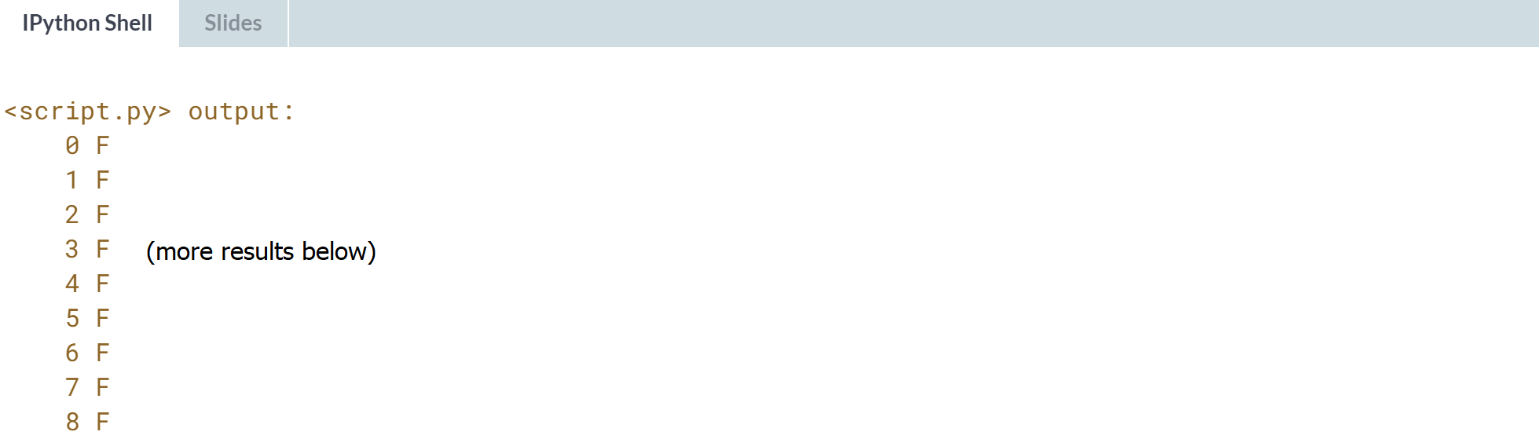 IPython Shell Slides
<script.py> output:
0 F
1 F
2 F
3 F (more results below)
4 F
5 F
6 F
7 F
8 F